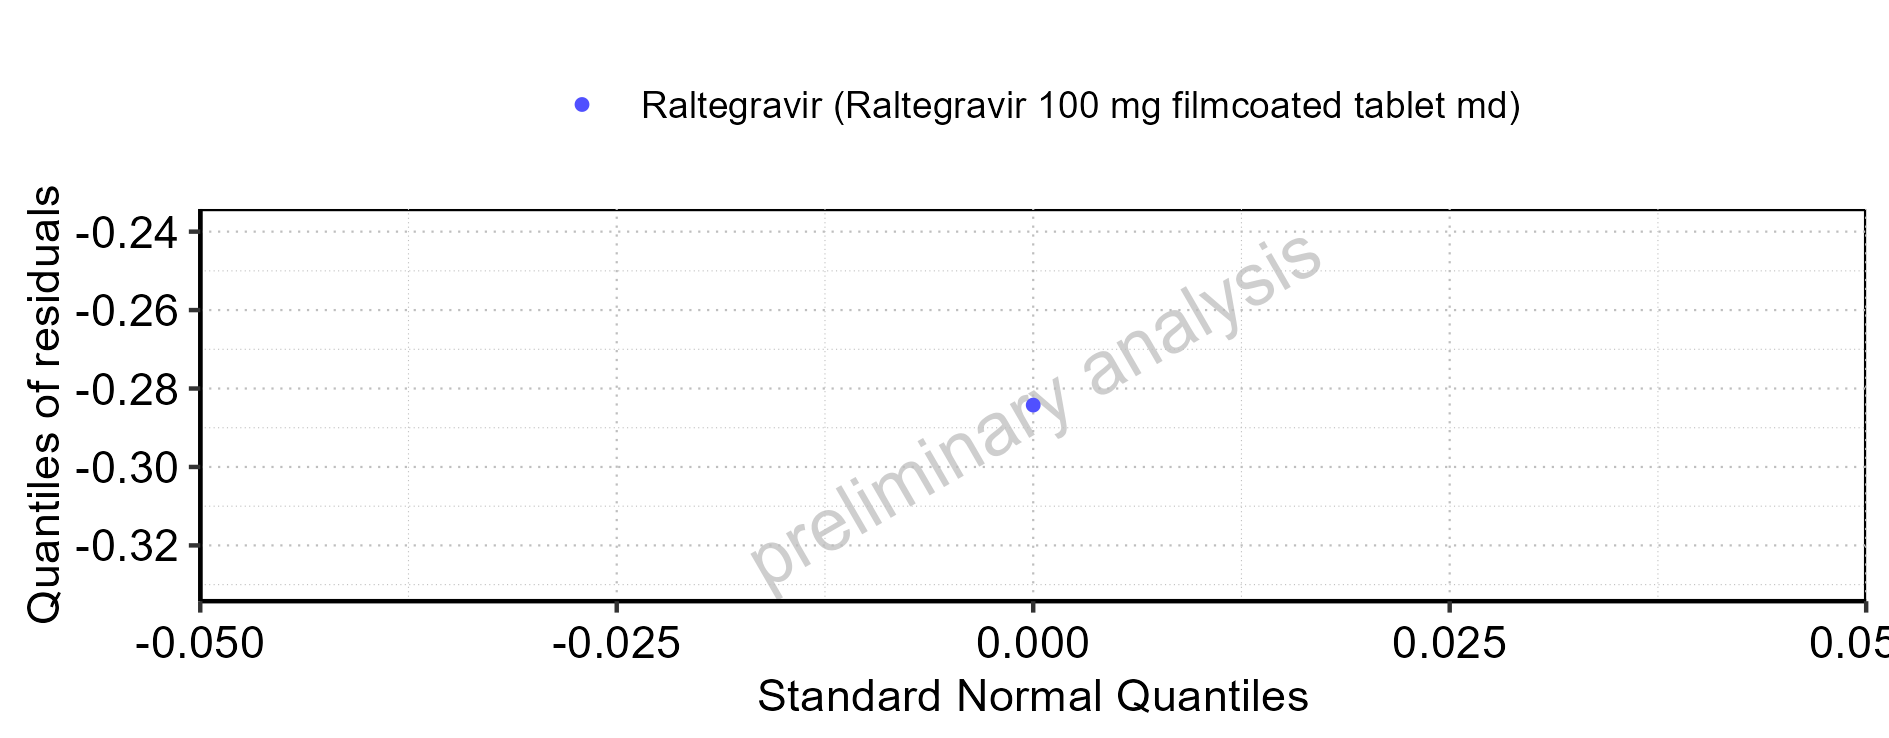 Raltegravir (Raltegravir 100 mg filmcoated tablet md)
Quantiles of residuals
-0.24
-0.26
-0.28
-0.30
-0.32
preliminary analysis
-0.050
-0.025
0.000
0.025
0.05
Standard Normal Quantiles